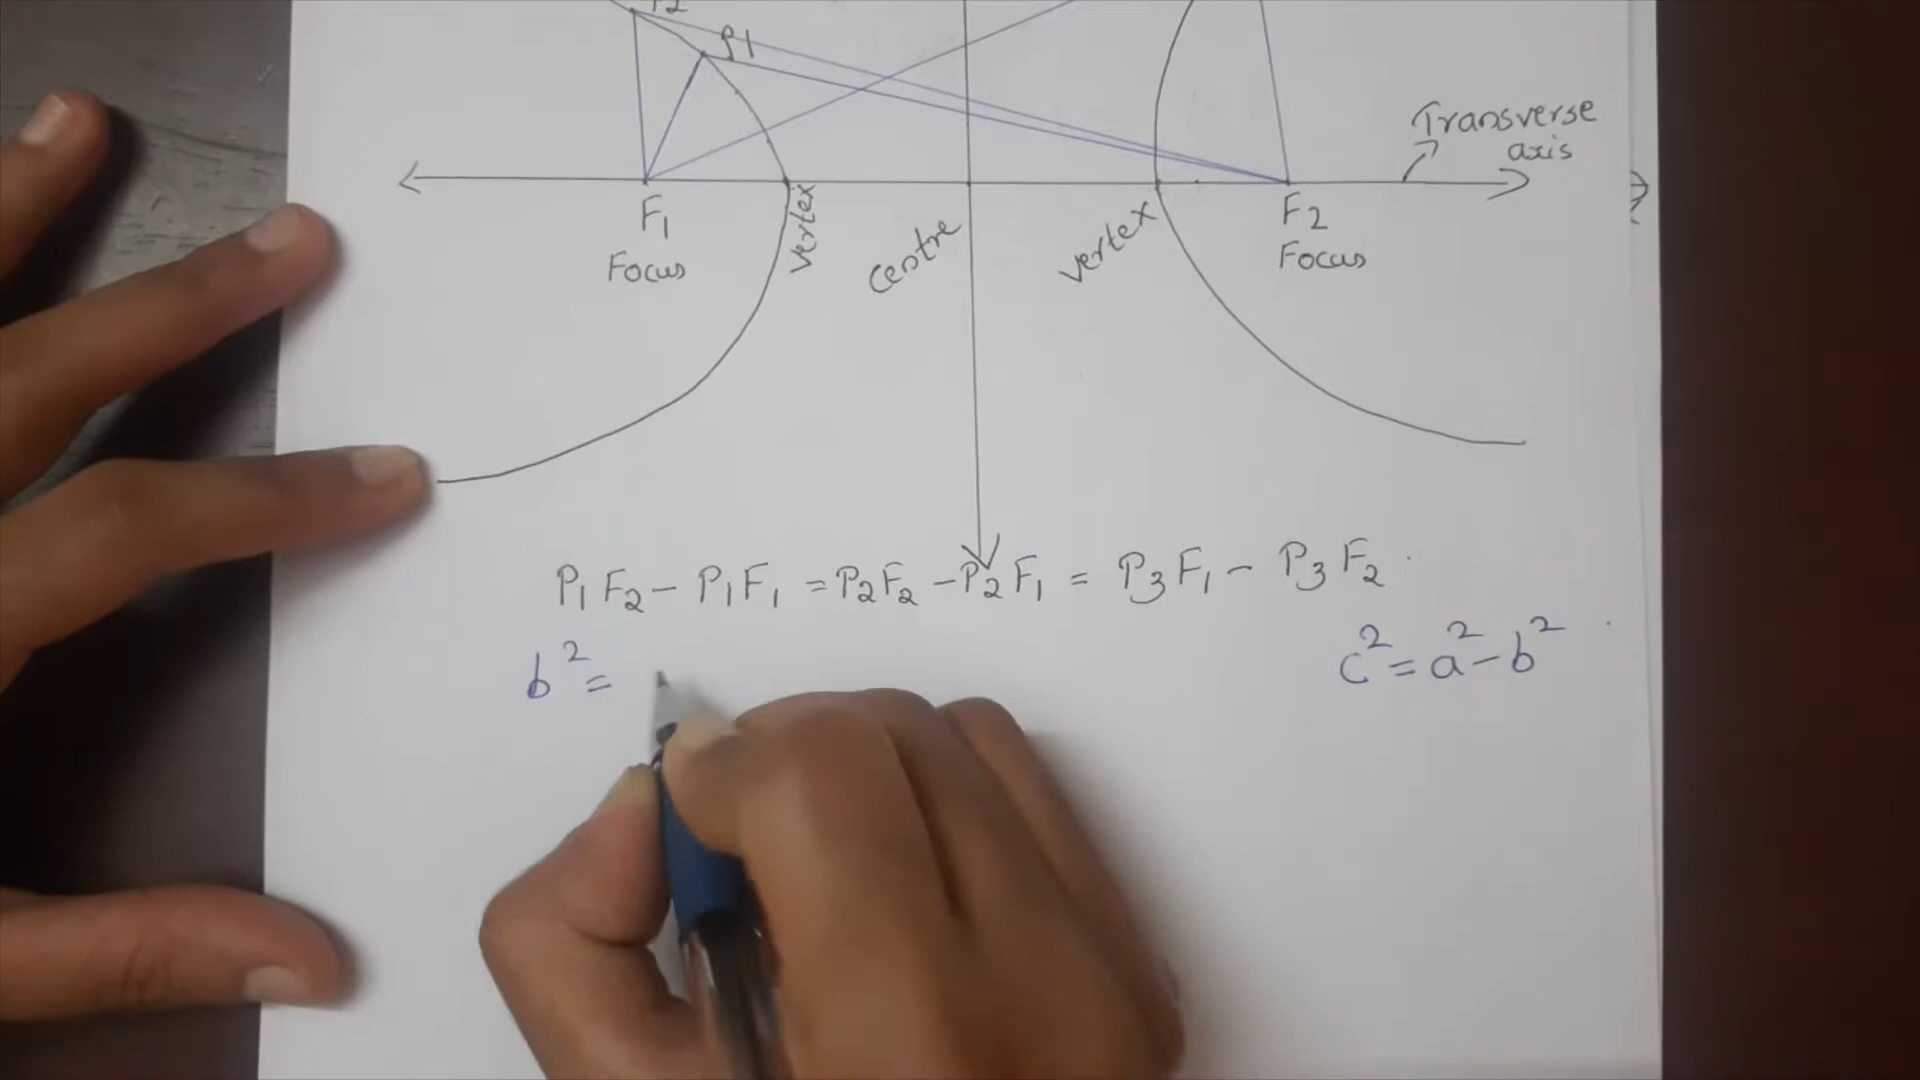 P1
Transverse
axis
F1
Focus
vertex
Centre
vertex
F2
Focus
P1F2 - P1F1 = P2F2 - P2F1 = P3F1 - P3F2
b² =
c² = a² - b²